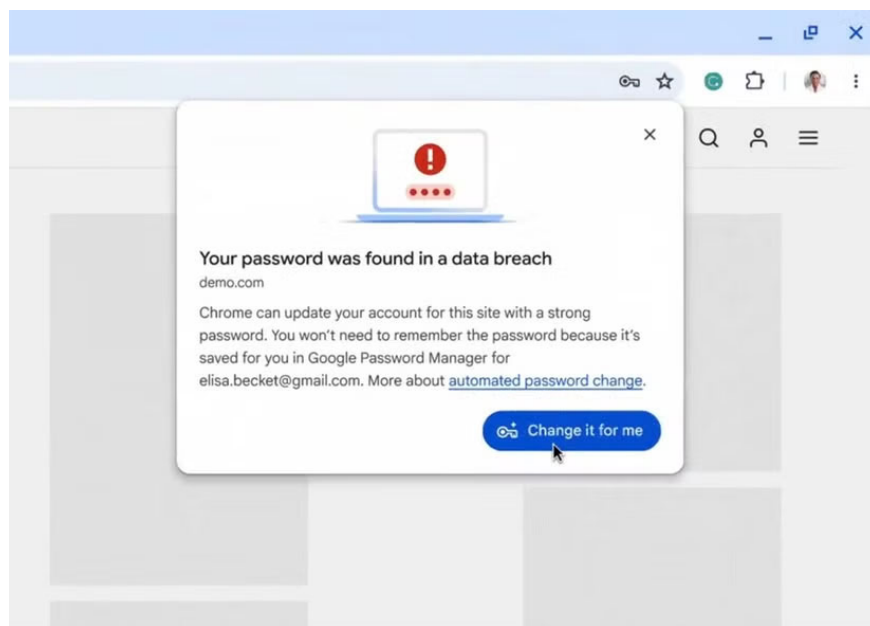 Your password was found in a data breach
demo.com
Chrome can update your account for this site with a strong
password. You won't need to remember the password because it's
saved for you in Google Password Manager for
elisa.becket@gmail.com. More about automated password change.
Change it for me